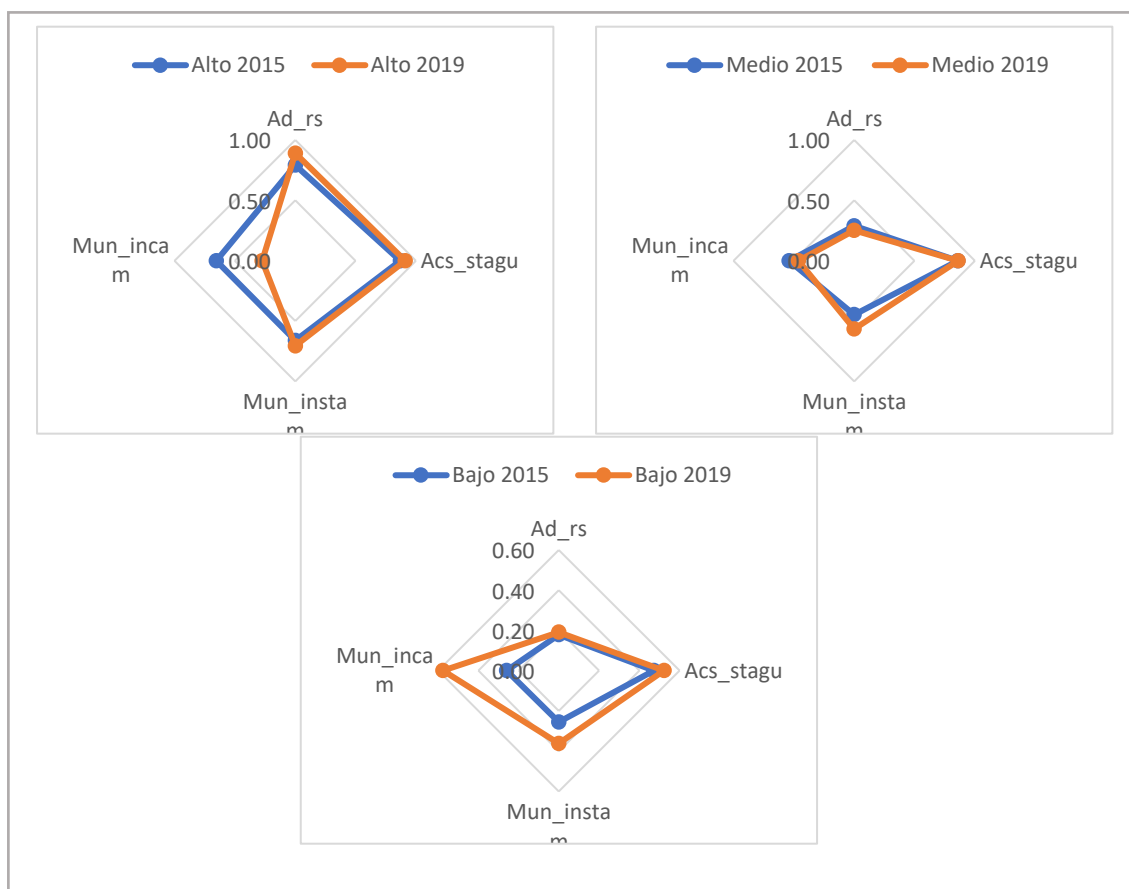 Alto 2015 Alto 2019
Ad_rs
1.00
0.50
Mun_inca
m
0.00
Acs_stagu
Mun_insta
m
Medio 2015 Medio 2019
Ad_rs
1.00
0.50
Mun_inca
m
0.00
Acs_stagu
Mun_insta
m
Bajo 2015 Bajo 2019
Ad_rs
0.60
0.40
0.20
Mun_inca
m
0.00
Acs_stagu
Mun_insta
m